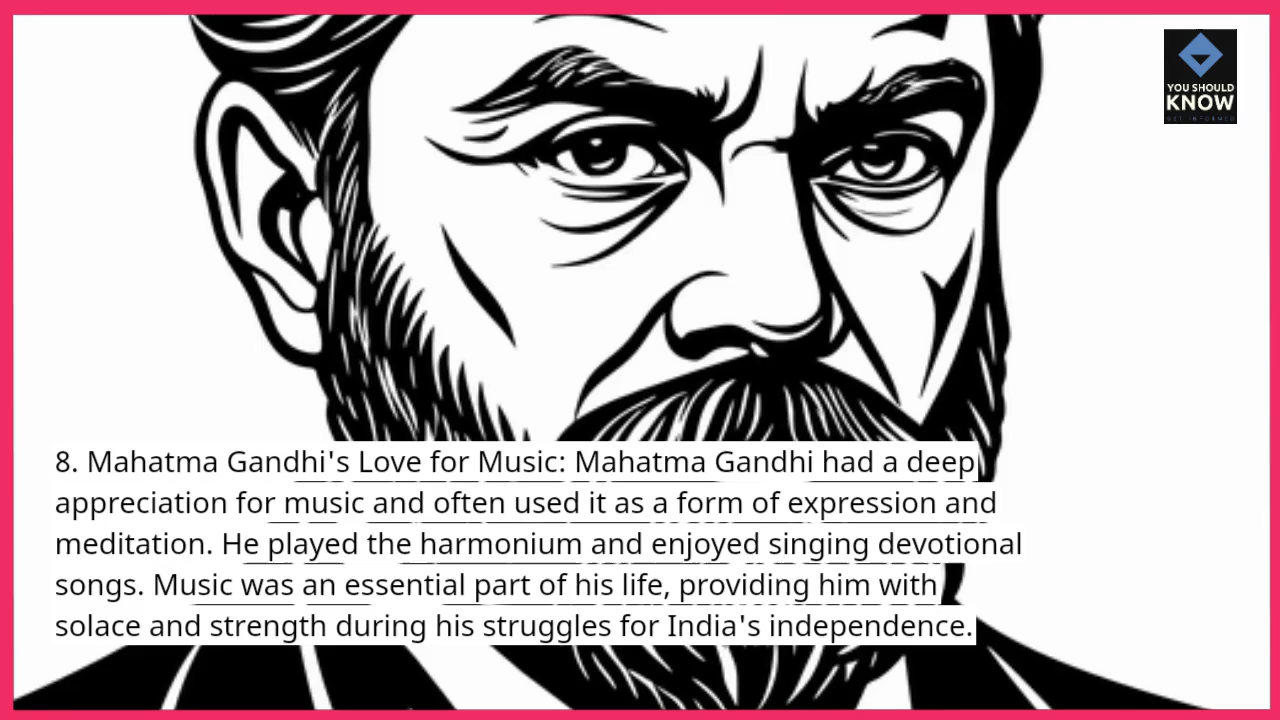 YOU SHOULD
KNOW
GET INFORMED
8. Mahatma Gandhi's Love for Music: Mahatma Gandhi had a deep
appreciation for music and often used it as a form of expression and
meditation. He played the harmonium and enjoyed singing devotional
songs. Music was an essential part of his life, providing him with
solace and strength during his struggles for India's independence.